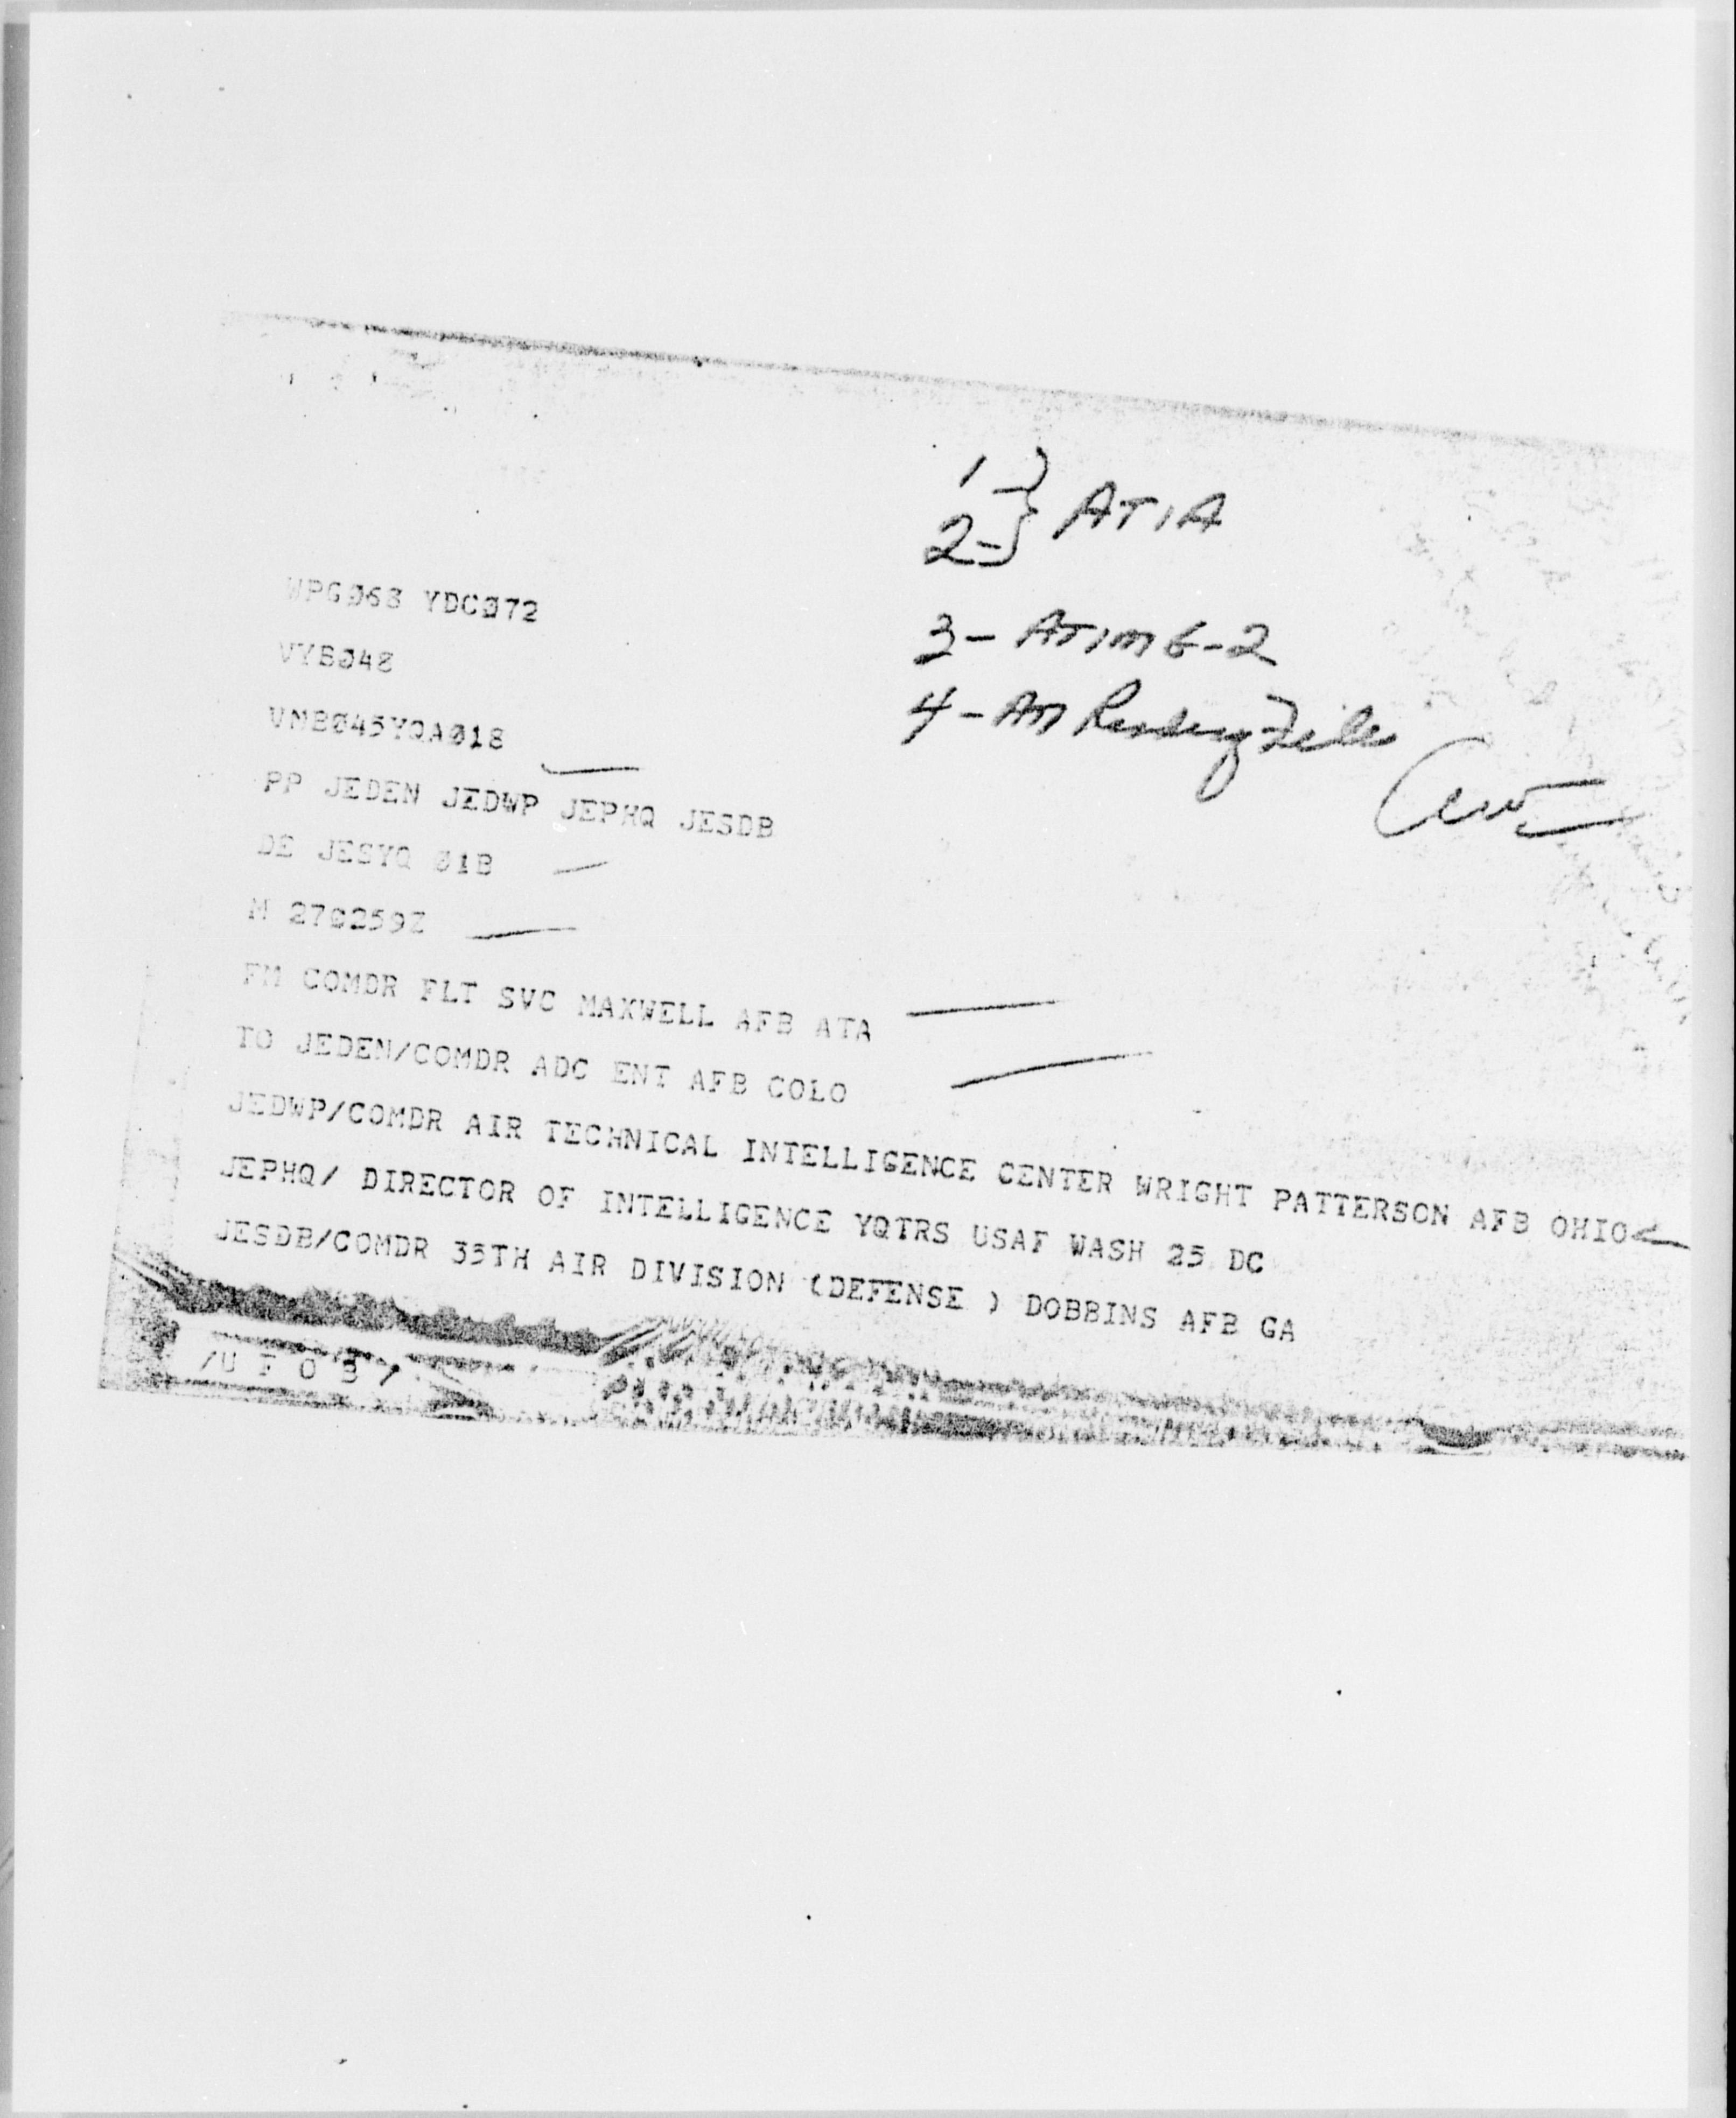 1-} ATIA
2-}
3- ATIM 6-2
4- AM Reading File
WPG068 YDC072
VYB048
VMB045YQA018
PP JEDEN JEDWP JEPHQ JESDB
DE JESYQ 01B
M 270259Z
FM COMDR FLT SVC MAXWELL AFB ATA
TO JEDEN/COMDR ADC ENT AFB COLO
JEDWP/COMDR AIR TECHNICAL INTELLIGENCE CENTER WRIGHT PATTERSON AFB OHIO
JEPHQ/ DIRECTOR OF INTELLIGENCE YQTRS USAF WASH 25 DC
JESDB/COMDR 35TH AIR DIVISION (DEFENSE ) DOBBINS AFB GA
/U F O B/